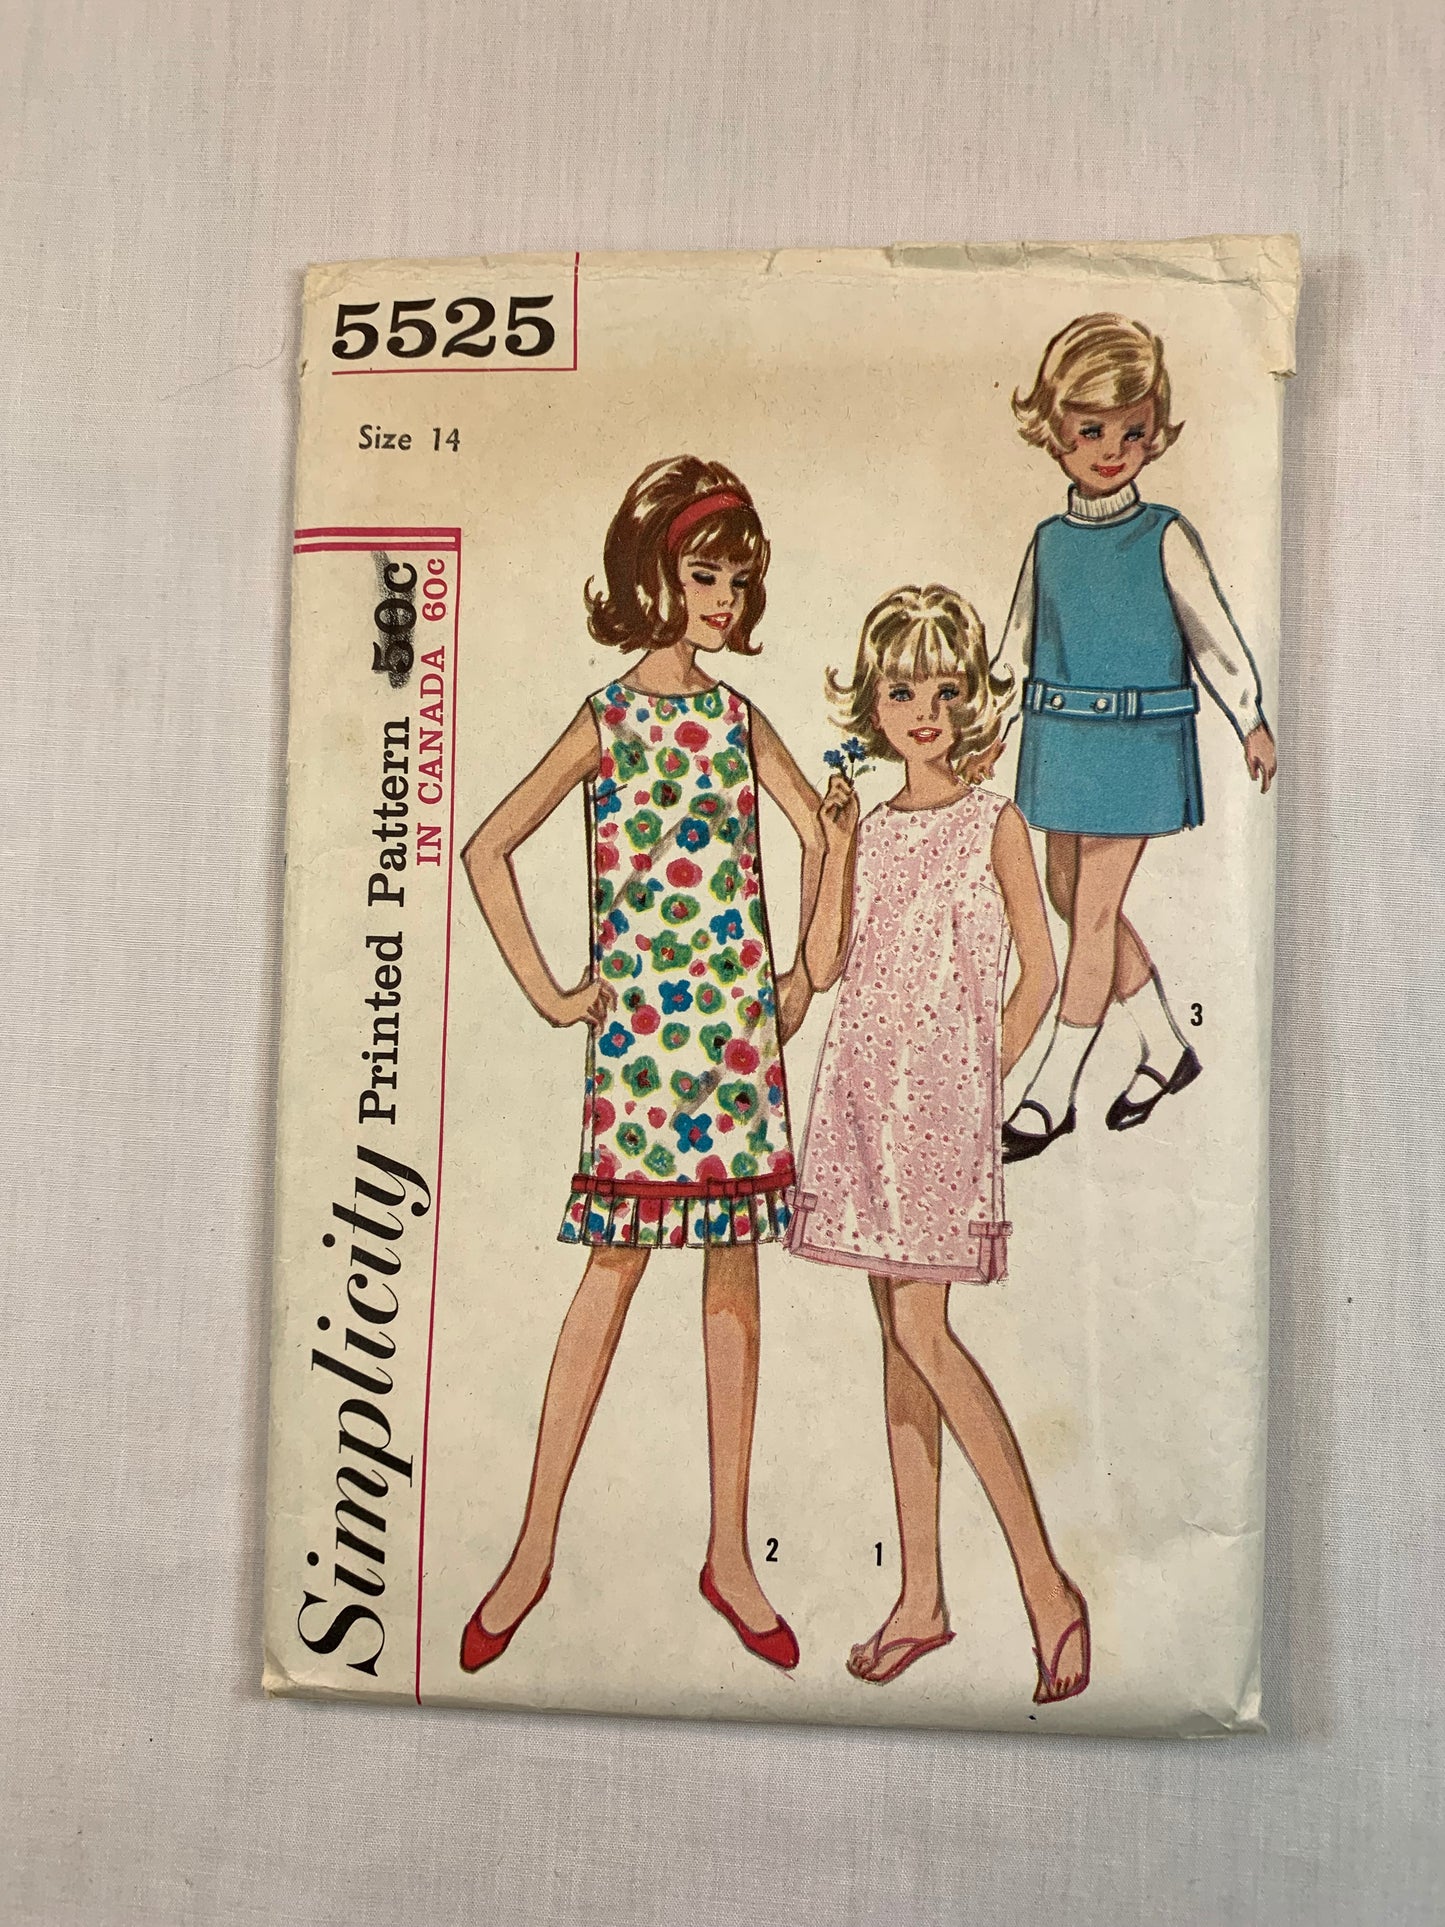 5525
Size 14
Simplicity Printed Pattern 50c
IN CANADA 60c
3
2
1